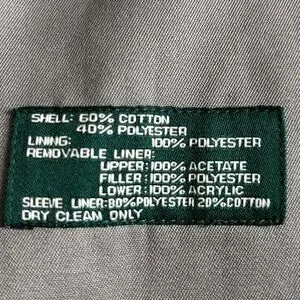 SHELL: 60% COTTON
40% POLYESTER
LINING: 100% POLYESTER
REMOVABLE LINER:
UPPER: 100% ACETATE
FILLER: 100% POLYESTER
LOWER: 100% ACRYLIC
SLEEVE LINER: 80% POLYESTER 20% COTTON
DRY CLEAN ONLY